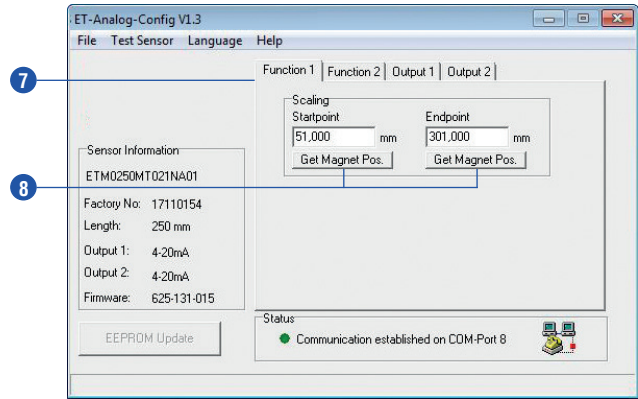 ET-Analog-Config V1.3
File Test Sensor Language Help
7
Function 1 Function 2 Output 1 Output 2
Scaling
Startpoint Endpoint
51,000 mm 301,000 mm
Get Magnet Pos. Get Magnet Pos.
8
Sensor Information
ETM0250MT021NA01
Factory No: 17110154
Length: 250 mm
Output 1: 4-20mA
Output 2: 4-20mA
Firmware: 625-131-015
EEPROM Update
Status
Communication established on COM-Port 8